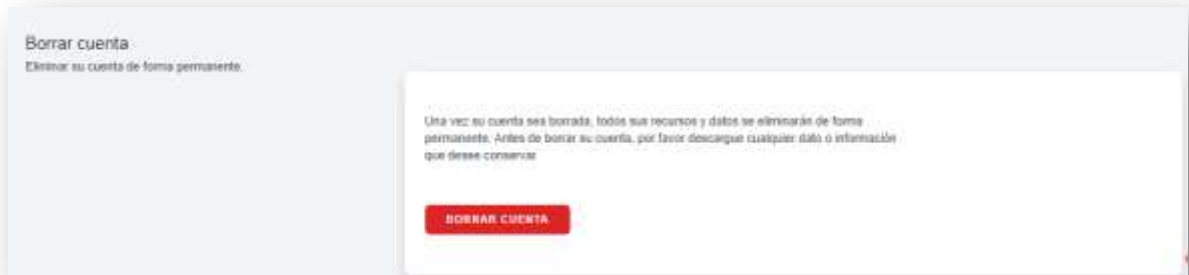 Borrar cuenta
Eliminar su cuenta de forma permanente.
Una vez su cuenta sea borrada, todos sus recursos y datos se eliminarán de forma
permanente. Antes de borrar su cuenta, por favor descargue cualquier dato o información
que desee conservar.
BORRAR CUENTA